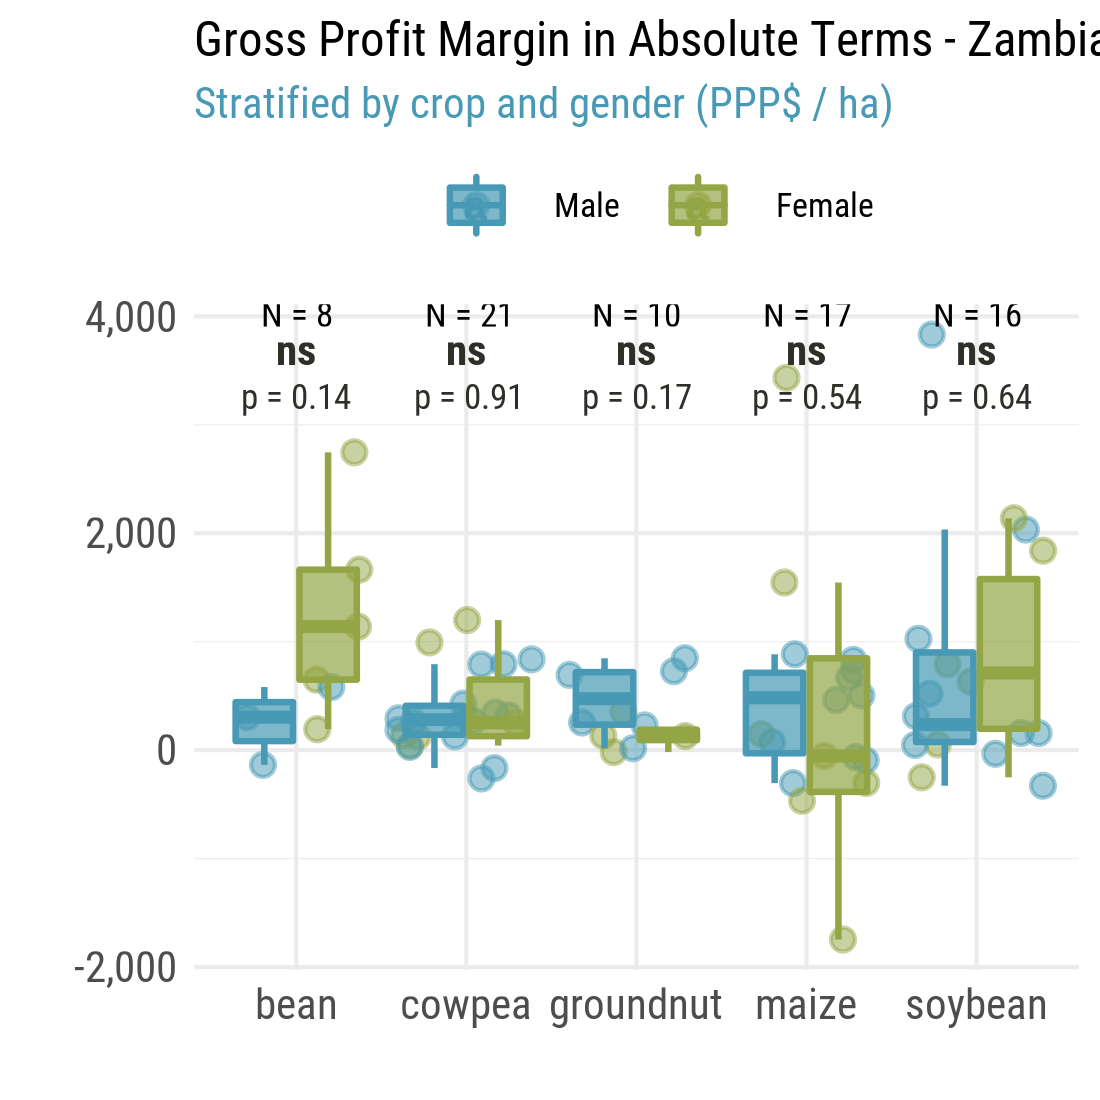 Gross Profit Margin in Absolute Terms - Zambia
Stratified by crop and gender (PPP$ / ha)
Male Female
4,000
N = 8 N = 21 N = 10 N = 17 N = 16
ns ns ns ns ns
p = 0.14 p = 0.91 p = 0.17 p = 0.54 p = 0.64
2,000
0
-2,000
bean cowpea groundnut maize soybean